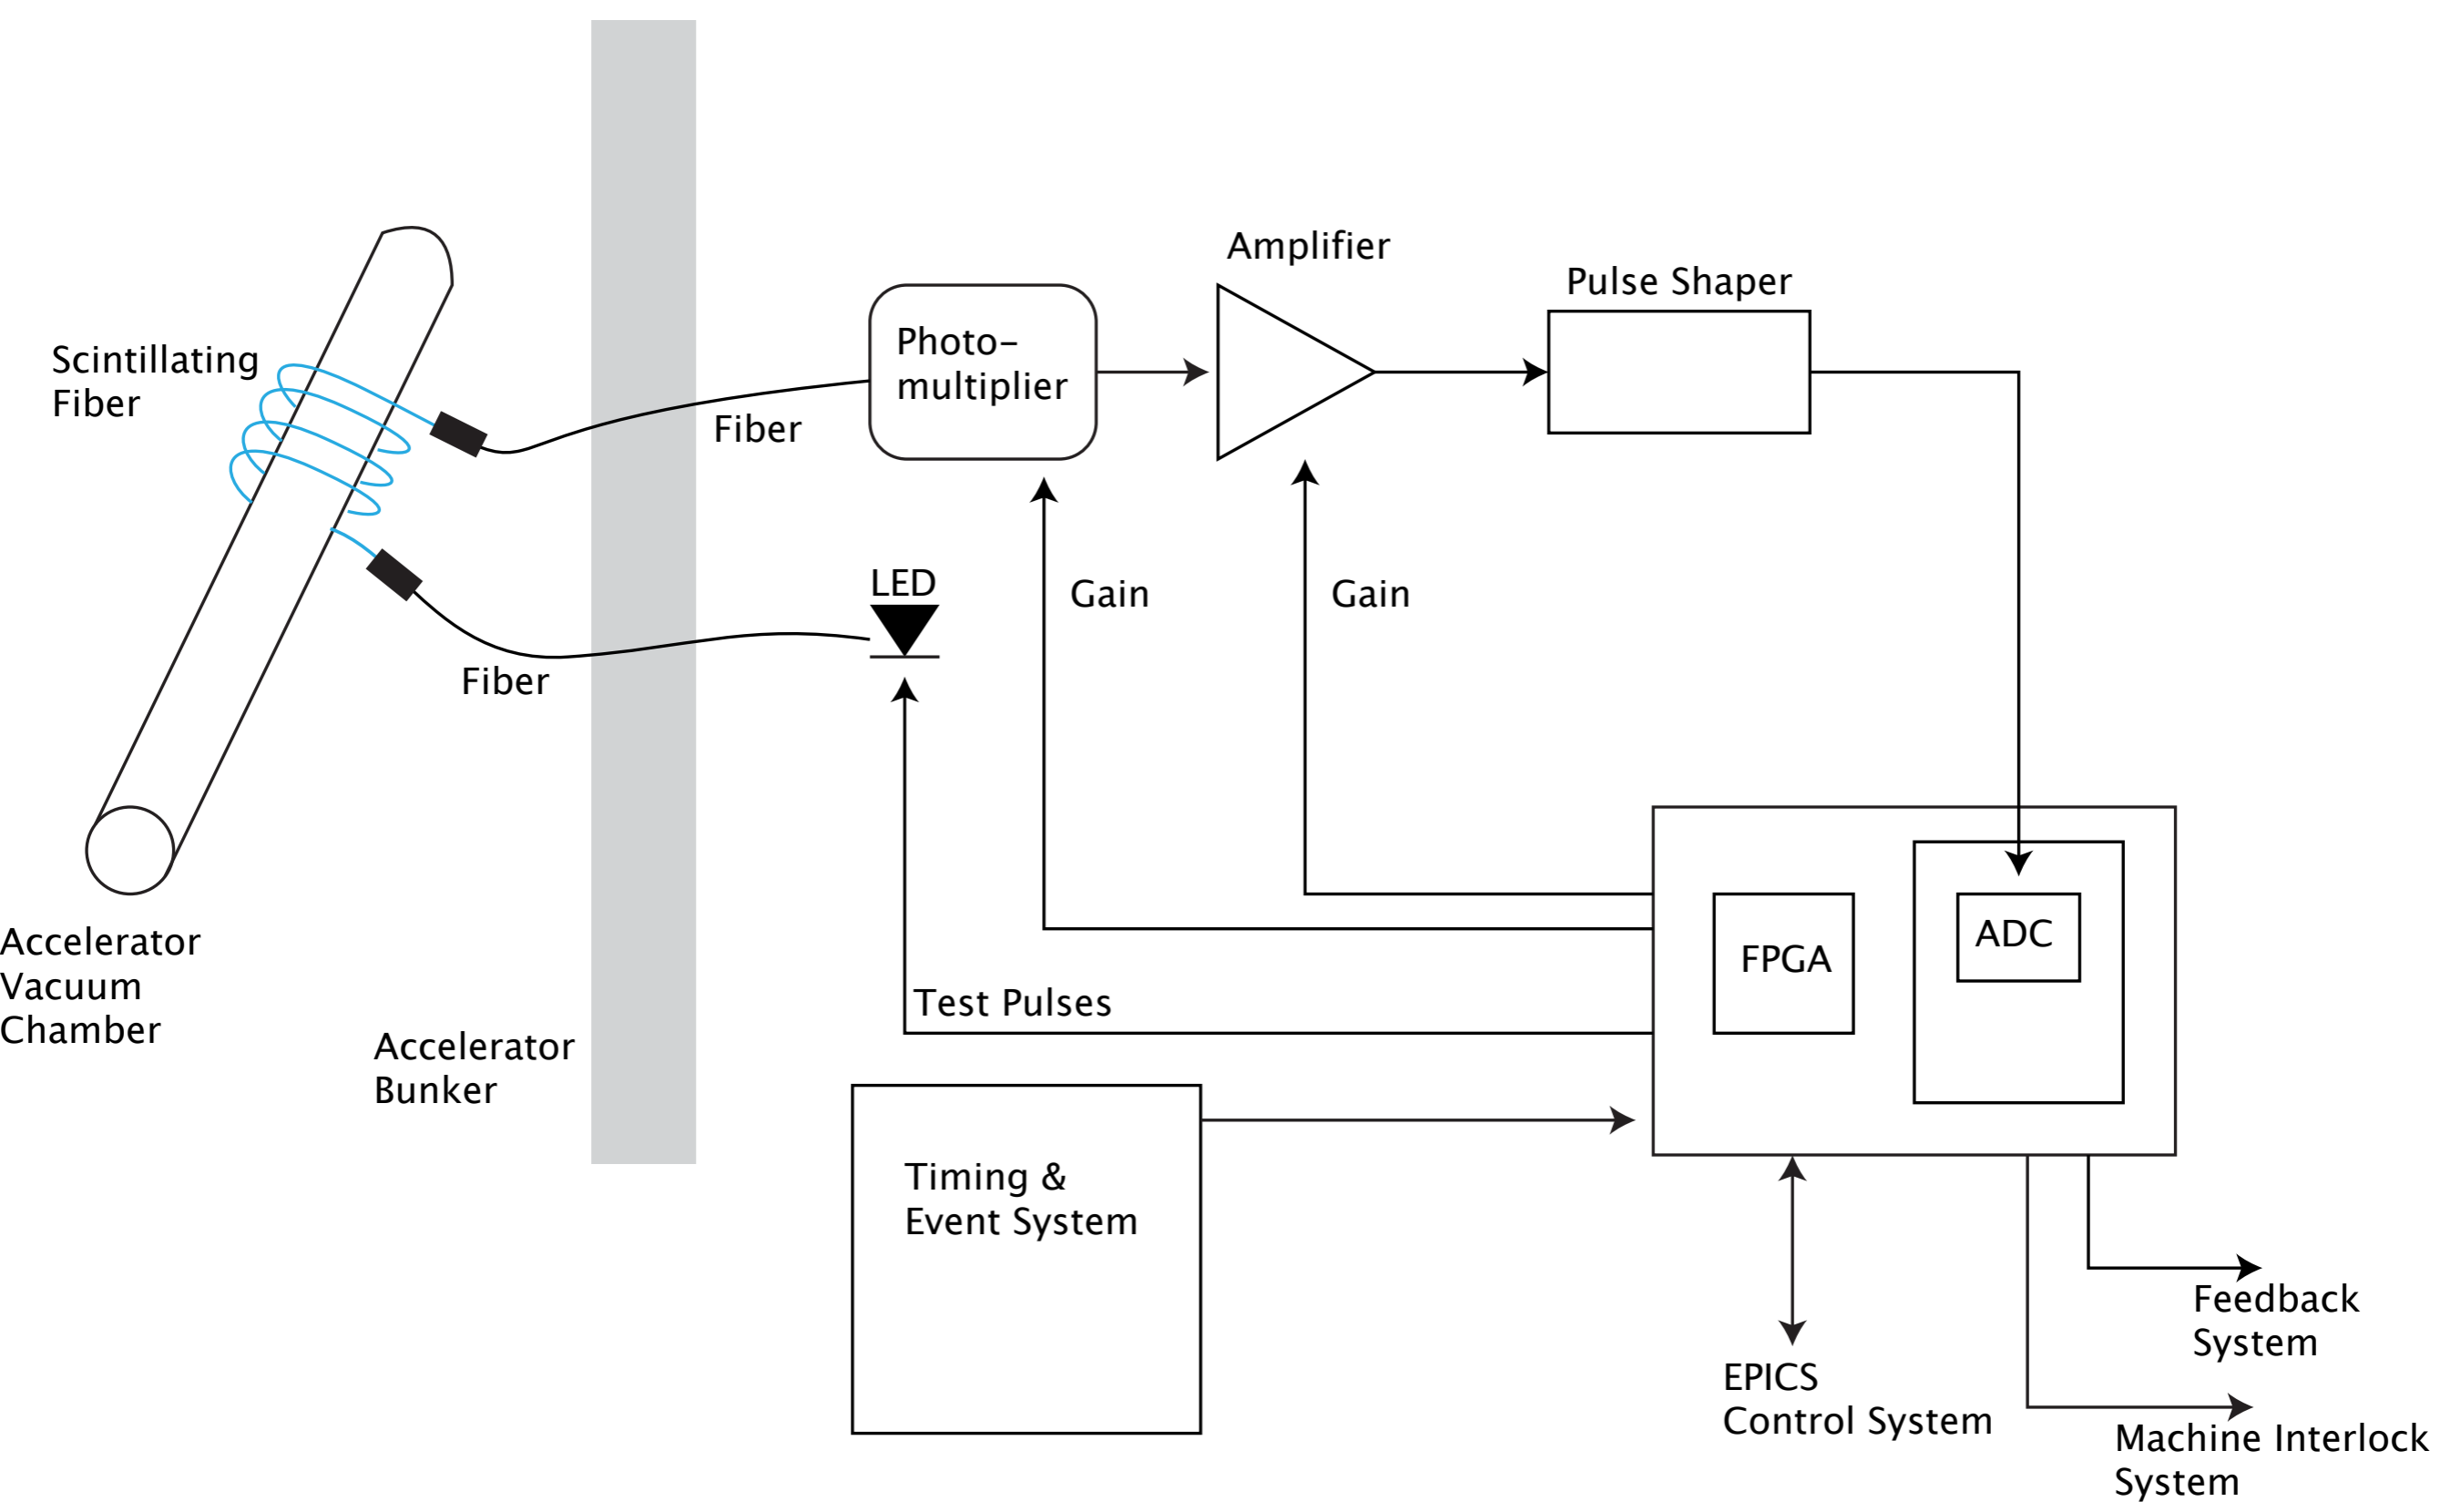 Amplifier
Pulse Shaper
Scintillating
Fiber
Photo-
multiplier
Fiber
LED
Gain
Gain
Fiber
Accelerator
Vacuum
Chamber
Accelerator
Bunker
Test Pulses
FPGA
ADC
Timing &
Event System
Feedback
System
EPICS
Control System
Machine Interlock
System